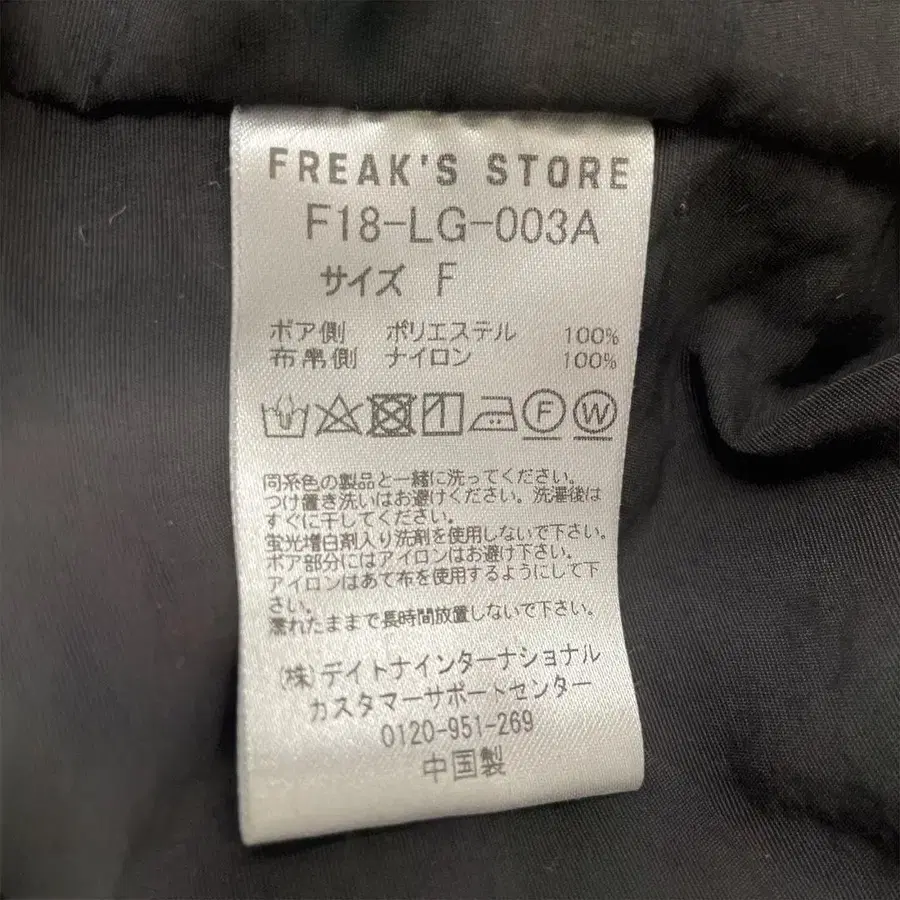 FREAK'S STORE
F18-LG-003A
サイズ F
ボア側 ポリエステル 100%
布帛側 ナイロン 100%
F W
同系色の製品と一緒に洗ってください。
つけ置き洗いはお避けください。洗濯後は
すぐに干してください。
蛍光増白剤入り洗剤を使用しないで下さい。
ボア部分にはアイロンはお避け下さい。
アイロンはあて布を使用するようにして下
さい。
濡れたままで長時間放置しないで下さい。
(株)デイトナインターナショナル
カスタマーサポートセンター
0120-951-269
中国製